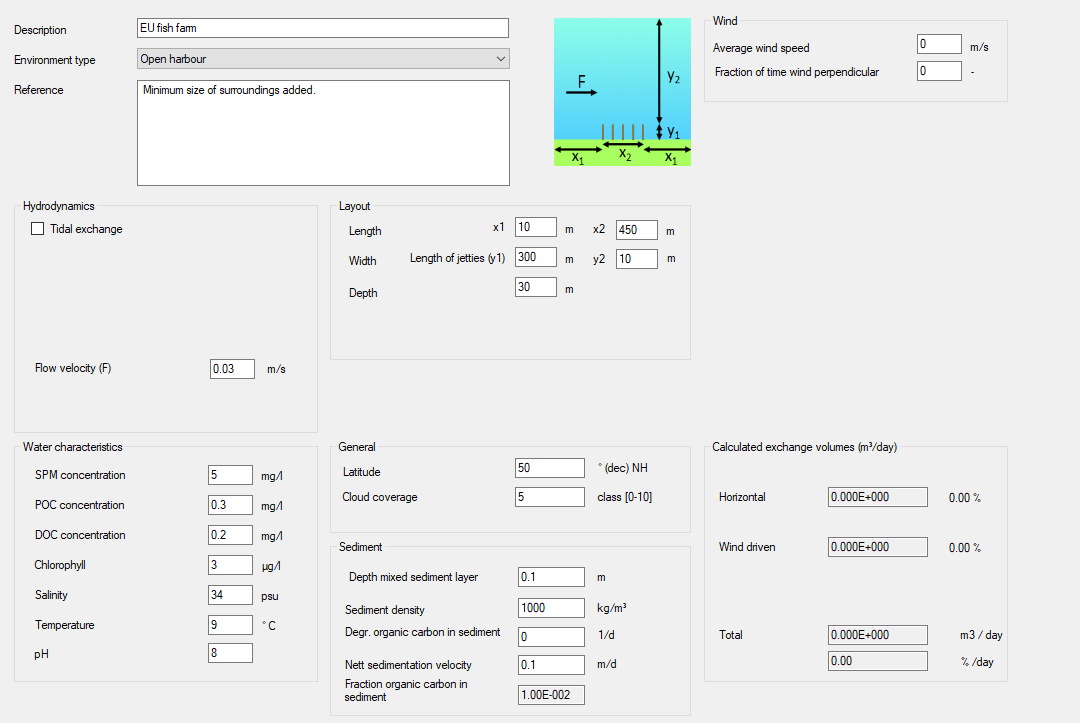 Description EU fish farm
Environment type Open harbour
Reference Minimum size of surroundings added.
F
y2
y1
x1 x2 x1
Wind
Average wind speed 0 m/s
Fraction of time wind perpendicular 0 -
Hydrodynamics
Tidal exchange
Flow velocity (F) 0.03 m/s
Layout
Length x1 10 m x2 450 m
Width Length of jetties (y1) 300 m y2 10 m
Depth 30 m
Water characteristics
SPM concentration 5 mg/l
POC concentration 0.3 mg/l
DOC concentration 0.2 mg/l
Chlorophyll 3 µg/l
Salinity 34 psu
Temperature 9 °C
pH 8
General
Latitude 50 ° (dec) NH
Cloud coverage 5 class [0-10]
Sediment
Depth mixed sediment layer 0.1 m
Sediment density 1000 kg/m³
Degr. organic carbon in sediment 0 1/d
Nett sedimentation velocity 0.1 m/d
Fraction organic carbon in
sediment 1.00E-002
Calculated exchange volumes (m³/day)
Horizontal 0.000E+000 0.00 %
Wind driven 0.000E+000 0.00 %
Total 0.000E+000 m3 / day
0.00 % /day